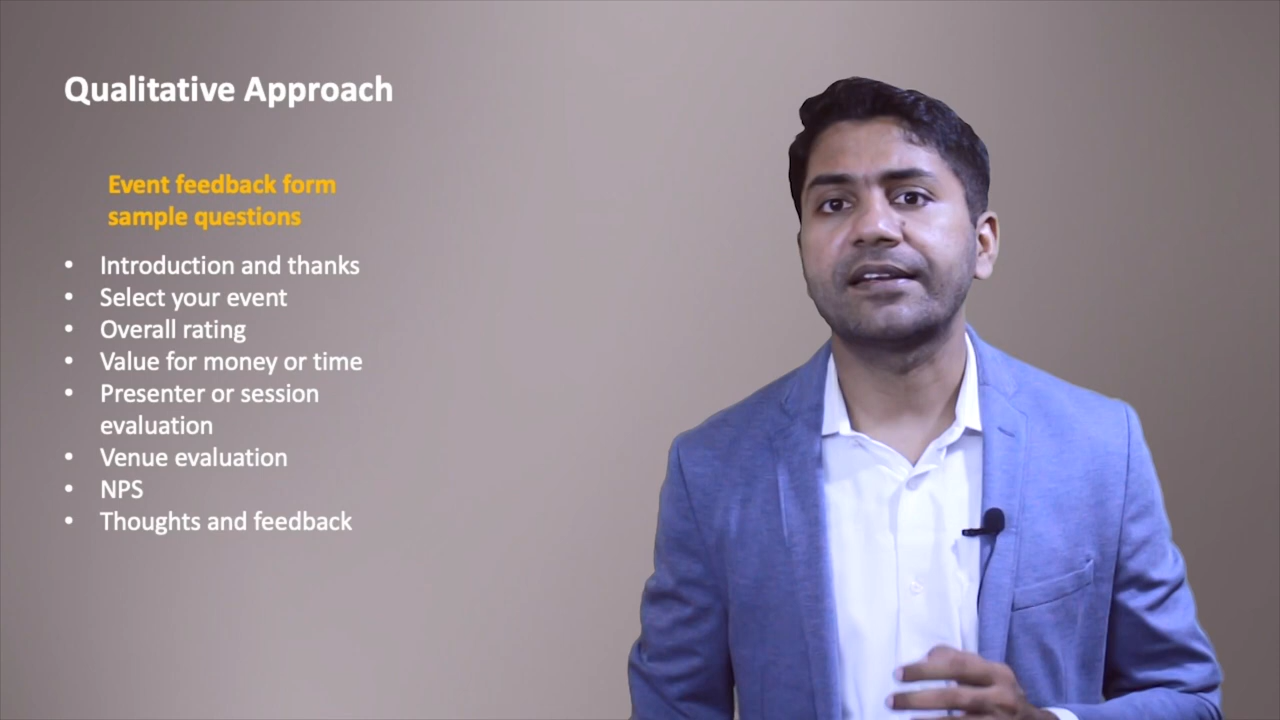 Qualitative Approach
Event feedback form
sample questions
• Introduction and thanks
• Select your event
• Overall rating
• Value for money or time
• Presenter or session
evaluation
• Venue evaluation
• NPS
• Thoughts and feedback